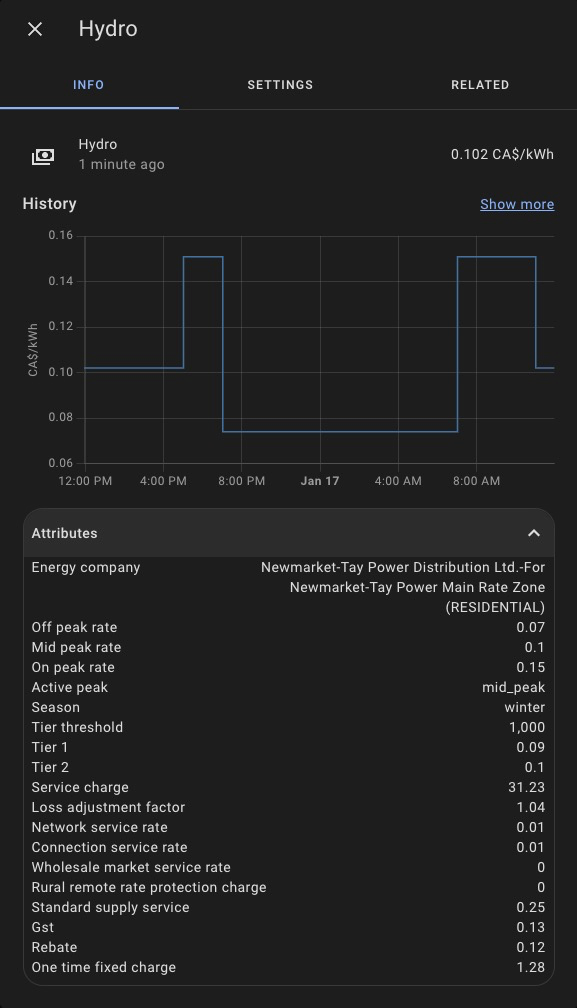 Hydro
INFO
SETTINGS
RELATED
Hydro
0.102 CA$/kWh
1 minute ago
History
Show more
0.16
0.14
0.12
0.10
0.08
0.06
CA$/kWh
12:00 PM
4:00 PM
8:00 PM
Jan 17
4:00 AM
8:00 AM
Attributes
Energy company
Newmarket-Tay Power Distribution Ltd.-For
Newmarket-Tay Power Main Rate Zone
(RESIDENTIAL)
Off peak rate 0.07
Mid peak rate 0.1
On peak rate 0.15
Active peak mid_peak
Season winter
Tier threshold 1,000
Tier 1 0.09
Tier 2 0.1
Service charge 31.23
Loss adjustment factor 1.04
Network service rate 0.01
Connection service rate 0.01
Wholesale market service rate 0
Rural remote rate protection charge 0
Standard supply service 0.25
Gst 0.13
Rebate 0.12
One time fixed charge 1.28